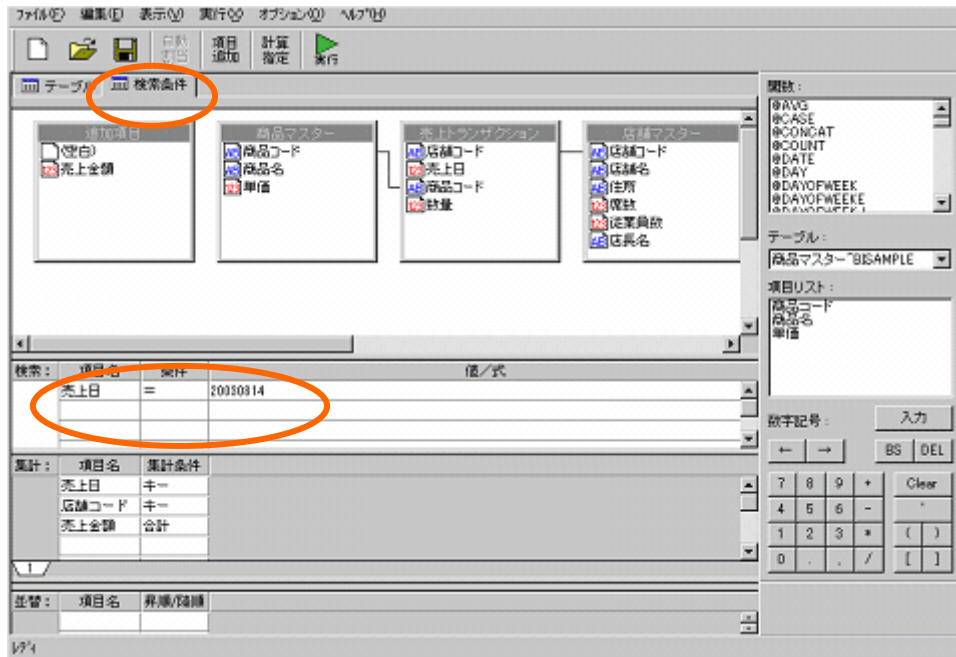 ファイル(F) 編集(E) 表示(V) 実行(X) オプション(O) ヘルプ(H)
自動割当 項目追加 計算指定 実行
テーブル 検索条件
追加項目
(空白)
売上金額
商品マスター
商品コード
商品名
単価
売上トランザクション
店舗コード
売上日
商品コード
数量
店舗マスター
店舗コード
店舗名
住所
席数
従業員数
店長名
検索： 項目名 条件 値／式
売上日 = 20030814
集計： 項目名 集計条件
売上日 キー
店舗コード キー
売上金額 合計
1
並替： 項目名 昇順/降順
レディ
関数：
@AVG
@CASE
@CONCAT
@COUNT
@DATE
@DAY
@DAYOFWEEK
@DAYOFWEEKE
テーブル：
商品マスター~BISAMPLE
項目リスト：
商品コード
商品名
単価
数字記号： 入力
← → BS DEL
7 8 9 + Clear
4 5 6 -
1 2 3 * ( )
0 . , / [ ]